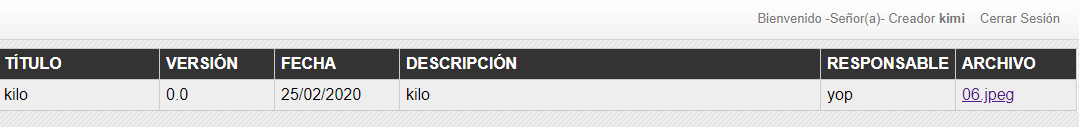 Bienvenido -Señor(a)- Creador kimi Cerrar Sesión
TÍTULO VERSIÓN FECHA DESCRIPCIÓN RESPONSABLE ARCHIVO
kilo 0.0 25/02/2020 kilo yop 06.jpeg